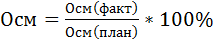 Осм = Осм(факт) / Осм(план) * 100%